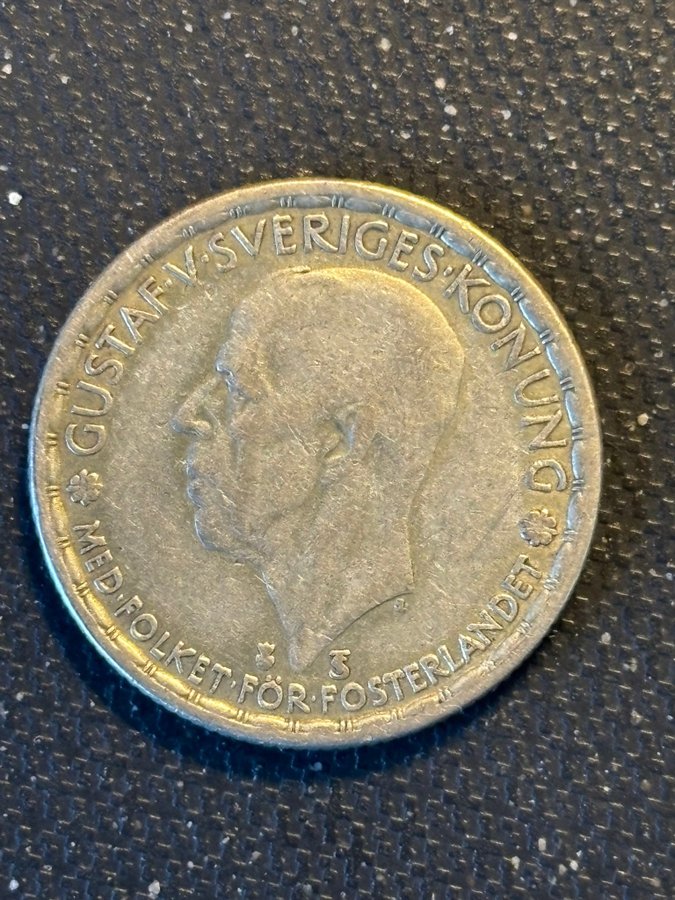 GUSTAF·V·SVERIGES·KONUNG
MED·FOLKET·FÖR·FOSTERLANDET